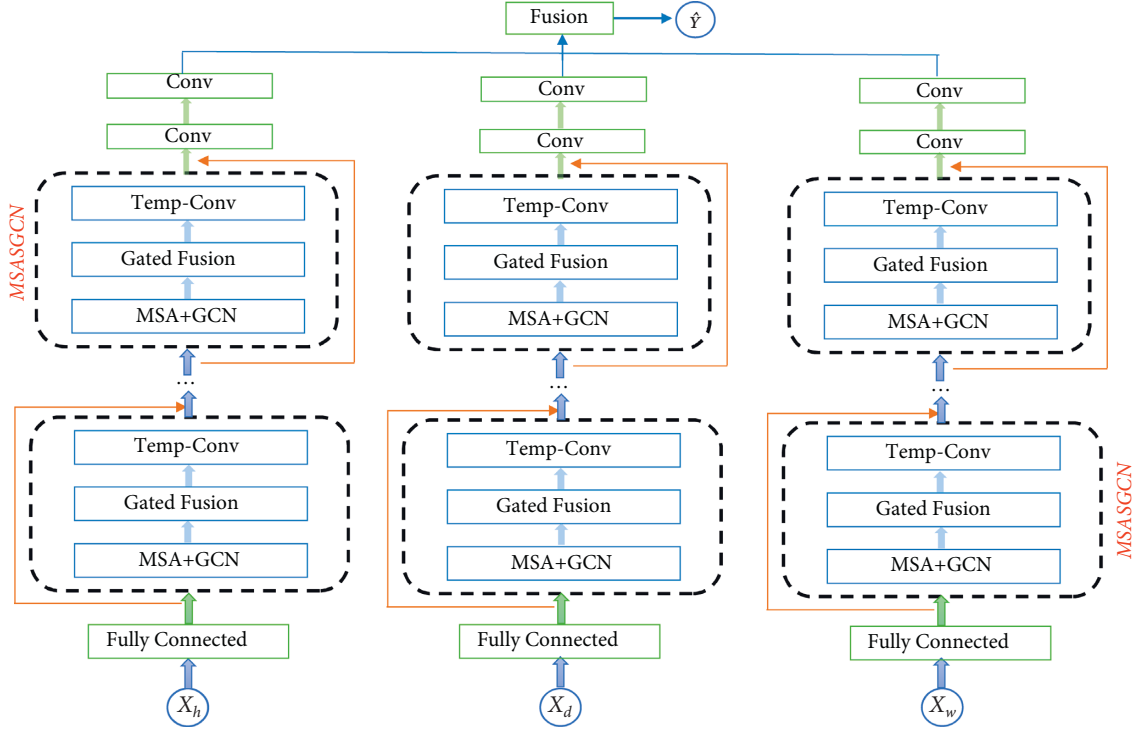 Fusion
Ŷ
Conv
Conv
Conv
Conv
Conv
Conv
MSASGCN
Temp-Conv
Temp-Conv
Temp-Conv
Gated Fusion
Gated Fusion
Gated Fusion
MSA+GCN
MSA+GCN
MSA+GCN
...
...
...
Temp-Conv
Temp-Conv
Temp-Conv
Gated Fusion
Gated Fusion
Gated Fusion
MSASGCN
MSA+GCN
MSA+GCN
MSA+GCN
Fully Connected
Fully Connected
Fully Connected
X_h
X_d
X_w